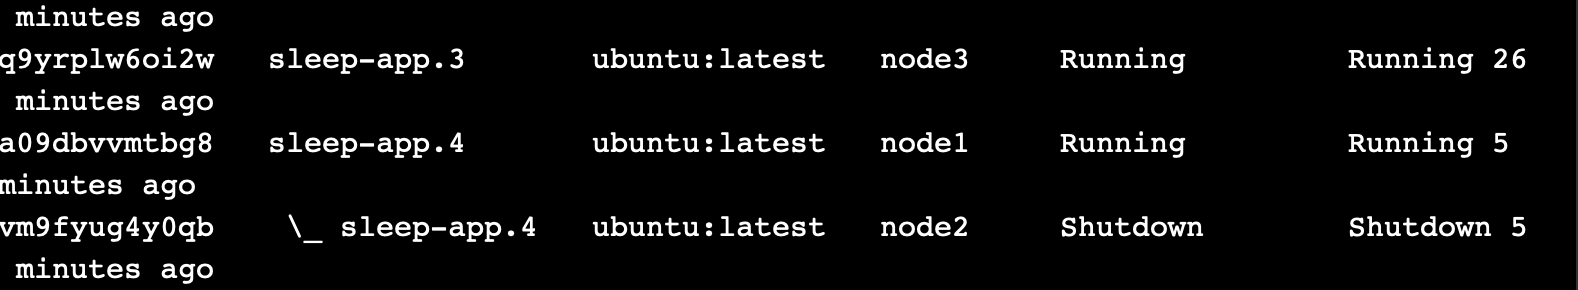 minutes ago
q9yrplw6oi2w   sleep-app.3       ubuntu:latest   node3     Running         Running 26
minutes ago
a09dbvvmtbg8   sleep-app.4       ubuntu:latest   node1     Running         Running 5
minutes ago
vm9fyug4y0qb    \_ sleep-app.4   ubuntu:latest   node2     Shutdown        Shutdown 5
minutes ago